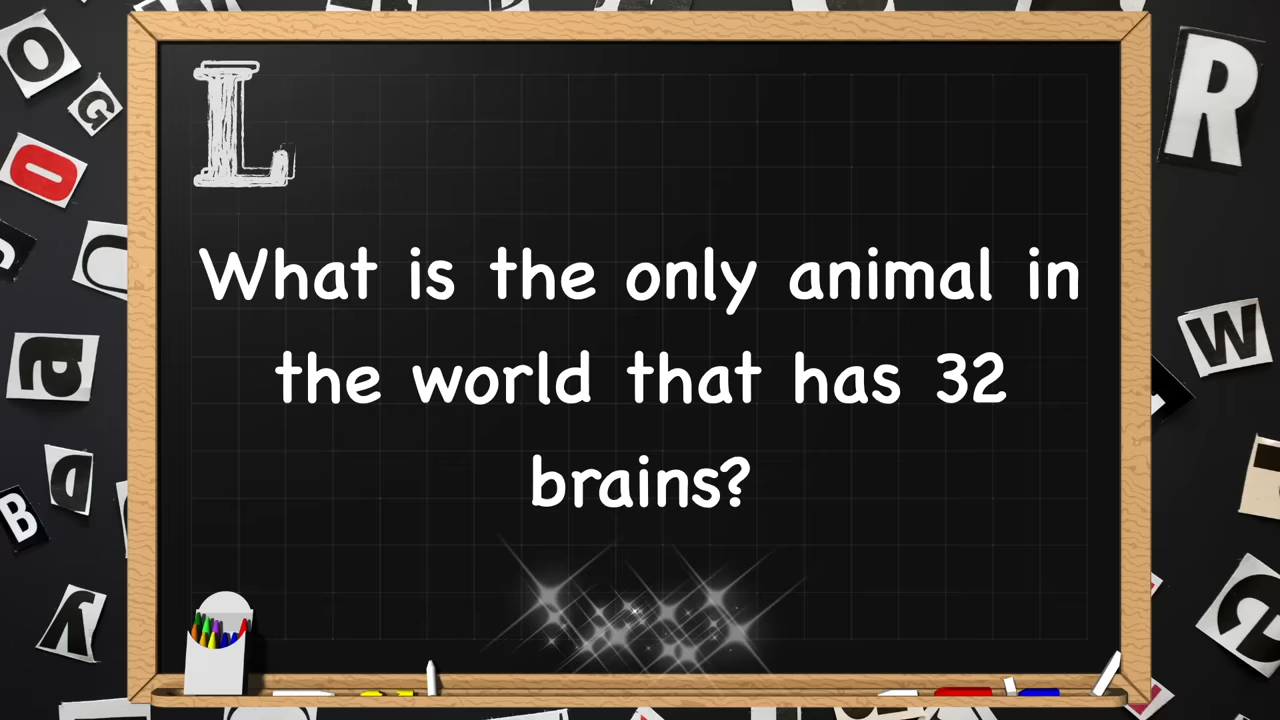 L
What is the only animal in
the world that has 32
brains?
O
G
O
a
D
B
y
R
W